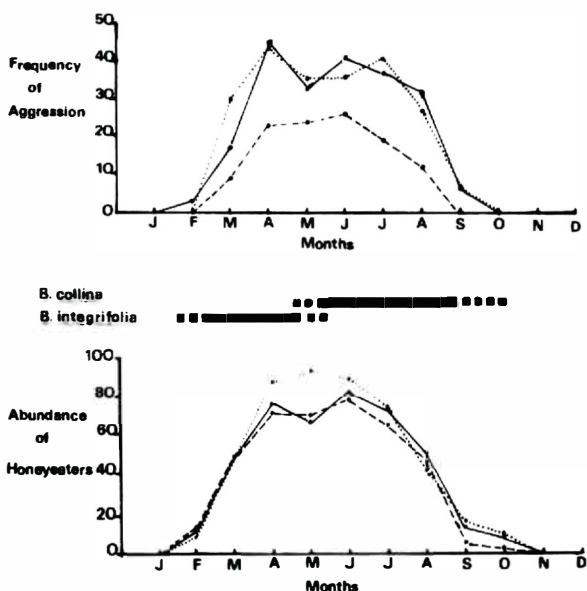 50
Frequency 40
of 30
Aggression 20
10
0
J F M A M J J A S O N D
Months
B. collina
B. integrifolia
100
80
Abundance 60
of 40
Honeyeaters 20
0
J F M A M J J A S O N D
Months